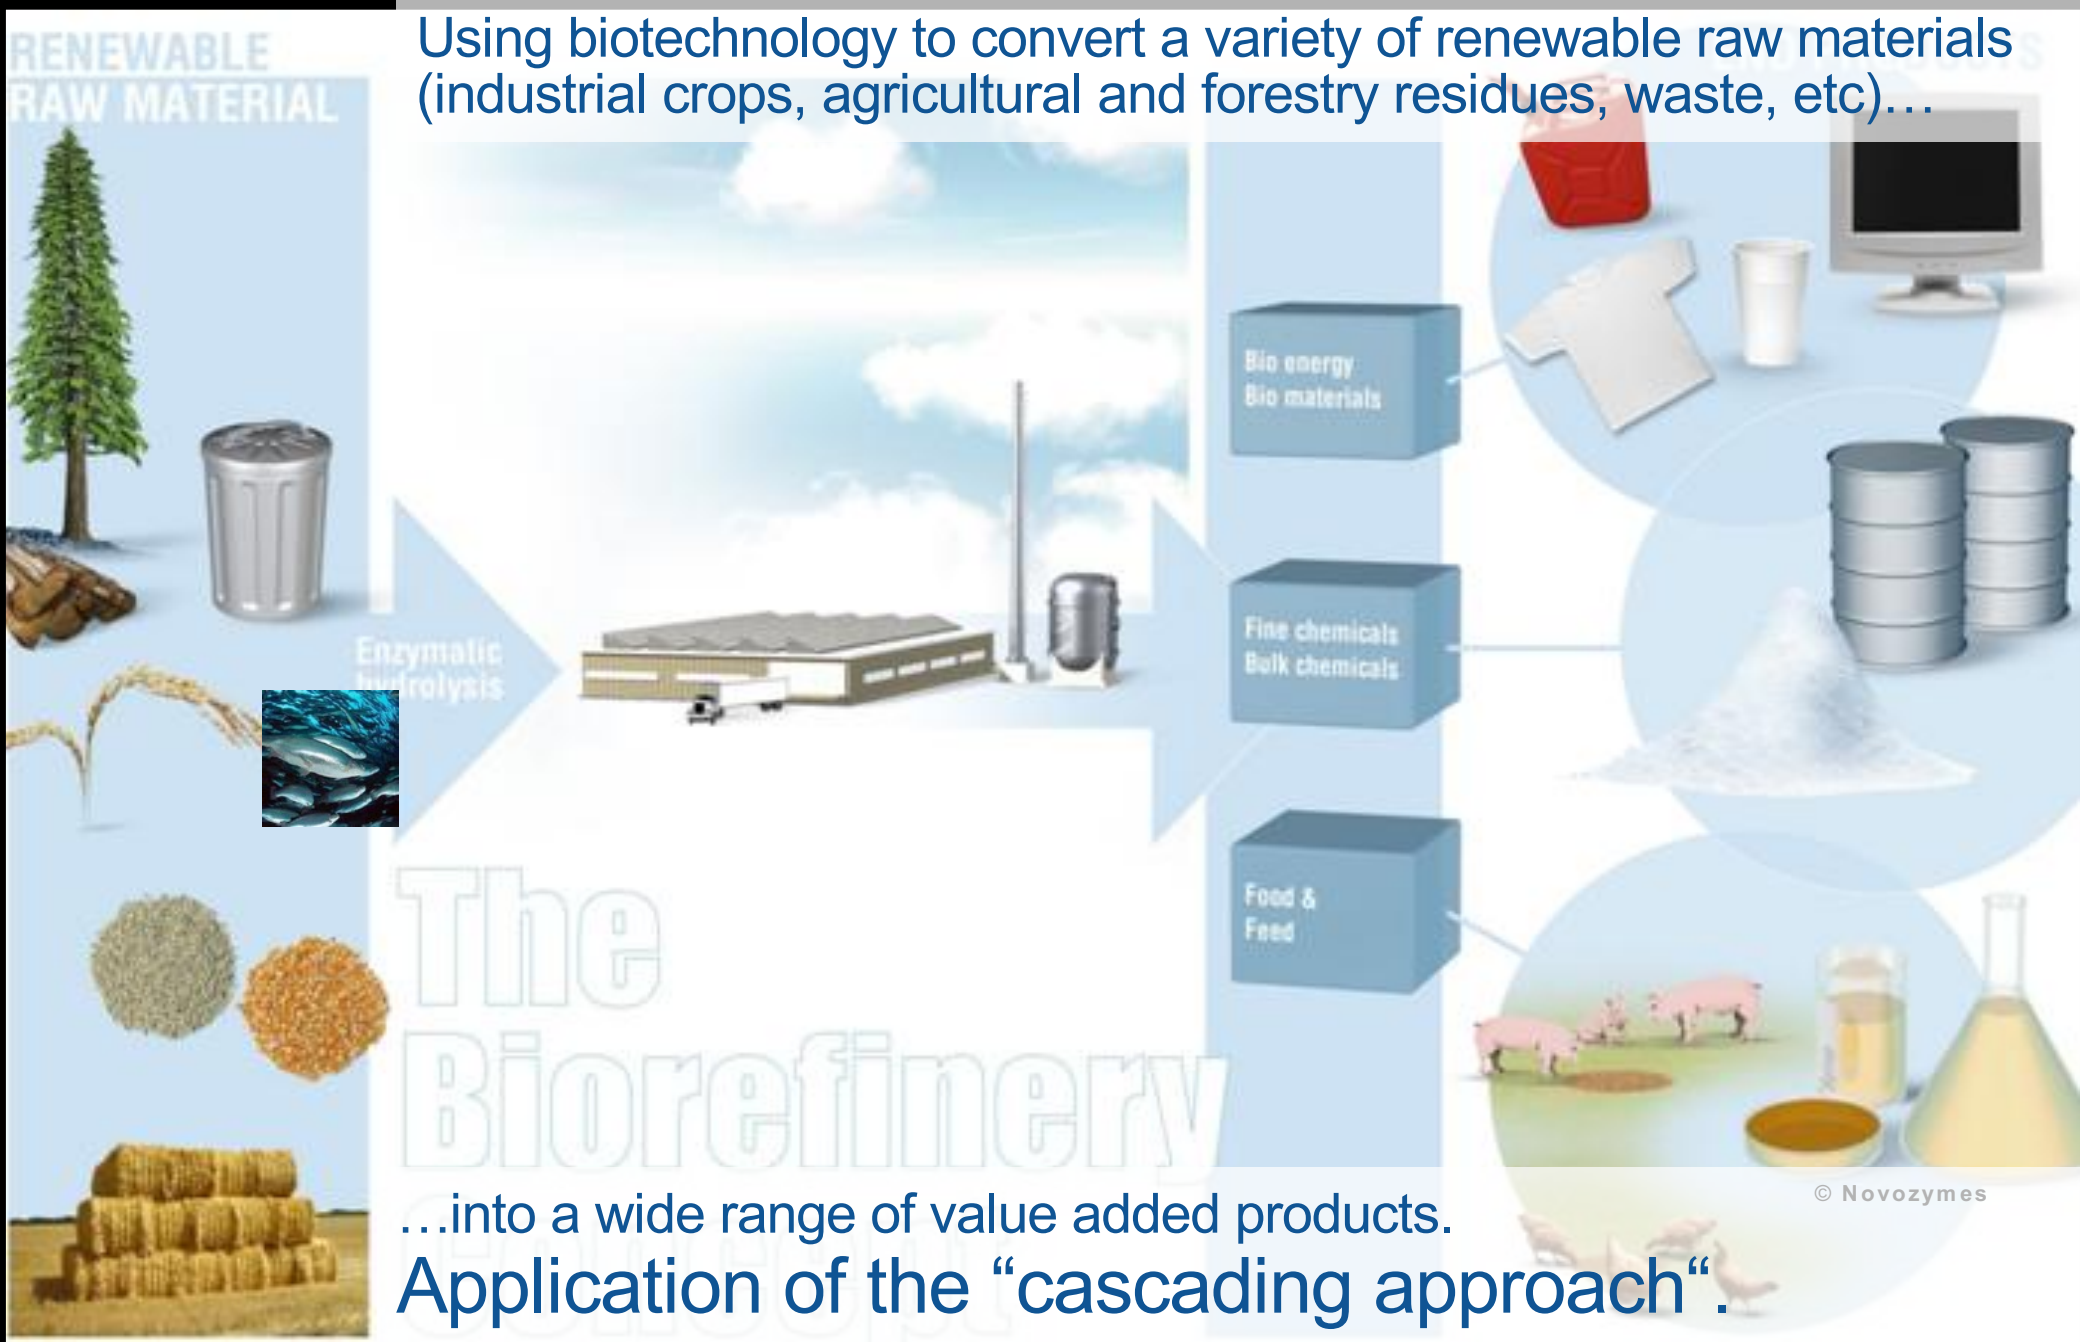 Using biotechnology to convert a variety of renewable raw materials
(industrial crops, agricultural and forestry residues, waste, etc)…
RENEWABLE
RAW MATERIAL
Bio energy
Bio materials
Enzymatic
hydrolysis
Fine chemicals
Bulk chemicals
Food &
Feed
The
Biorefinery
Concept
© Novozymes
…into a wide range of value added products.
Application of the “cascading approach“.